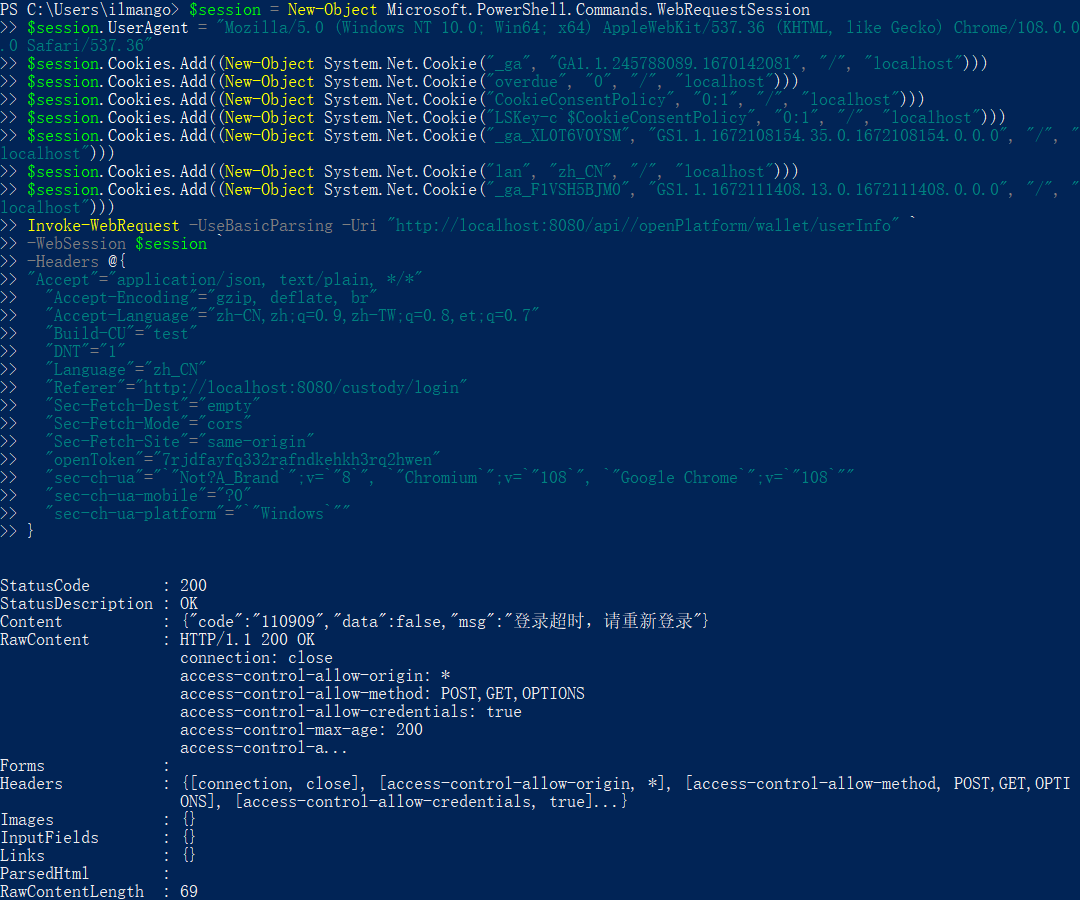 PS C:\Users\ilmango> $session = New-Object Microsoft.PowerShell.Commands.WebRequestSession
>> $session.UserAgent = "Mozilla/5.0 (Windows NT 10.0; Win64; x64) AppleWebKit/537.36 (KHTML, like Gecko) Chrome/108.0.0
.0 Safari/537.36"
>> $session.Cookies.Add((New-Object System.Net.Cookie("_ga", "GA1.1.245788089.1670142081", "/", "localhost")))
>> $session.Cookies.Add((New-Object System.Net.Cookie("overdue", "0", "/", "localhost")))
>> $session.Cookies.Add((New-Object System.Net.Cookie("CookieConsentPolicy", "0:1", "/", "localhost")))
>> $session.Cookies.Add((New-Object System.Net.Cookie("LSKey-c`$CookieConsentPolicy", "0:1", "/", "localhost")))
>> $session.Cookies.Add((New-Object System.Net.Cookie("_ga_XL0T6V0YSM", "GS1.1.1672108154.35.0.1672108154.0.0.0", "/", "
localhost")))
>> $session.Cookies.Add((New-Object System.Net.Cookie("lan", "zh_CN", "/", "localhost")))
>> $session.Cookies.Add((New-Object System.Net.Cookie("_ga_F1VSH5BJM0", "GS1.1.1672111408.13.0.1672111408.0.0.0", "/", "
localhost")))
>> Invoke-WebRequest -UseBasicParsing -Uri "http://localhost:8080/api//openPlatform/wallet/userInfo" `
>> -WebSession $session `
>> -Headers @{
>> "Accept"="application/json, text/plain, */*"
>>   "Accept-Encoding"="gzip, deflate, br"
>>   "Accept-Language"="zh-CN,zh;q=0.9,zh-TW;q=0.8,et;q=0.7"
>>   "Build-CU"="test"
>>   "DNT"="1"
>>   "Language"="zh_CN"
>>   "Referer"="http://localhost:8080/custody/login"
>>   "Sec-Fetch-Dest"="empty"
>>   "Sec-Fetch-Mode"="cors"
>>   "Sec-Fetch-Site"="same-origin"
>>   "openToken"="7rjdfayfq332rafndkehkh3rq2hwen"
>>   "sec-ch-ua"="`"Not?A_Brand`";v=`"8`", `"Chromium`";v=`"108`", `"Google Chrome`";v=`"108`""
>>   "sec-ch-ua-mobile"="?0"
>>   "sec-ch-ua-platform"="`"Windows`""
>> }
StatusCode        : 200
StatusDescription : OK
Content           : {"code":"110909","data":false,"msg":"登录超时，请重新登录"}
RawContent        : HTTP/1.1 200 OK
                    connection: close
                    access-control-allow-origin: *
                    access-control-allow-method: POST,GET,OPTIONS
                    access-control-allow-credentials: true
                    access-control-max-age: 200
                    access-control-a...
Forms             :
Headers           : {[connection, close], [access-control-allow-origin, *], [access-control-allow-method, POST,GET,OPTI
                    ONS], [access-control-allow-credentials, true]...}
Images            : {}
InputFields       : {}
Links             : {}
ParsedHtml        :
RawContentLength  : 69